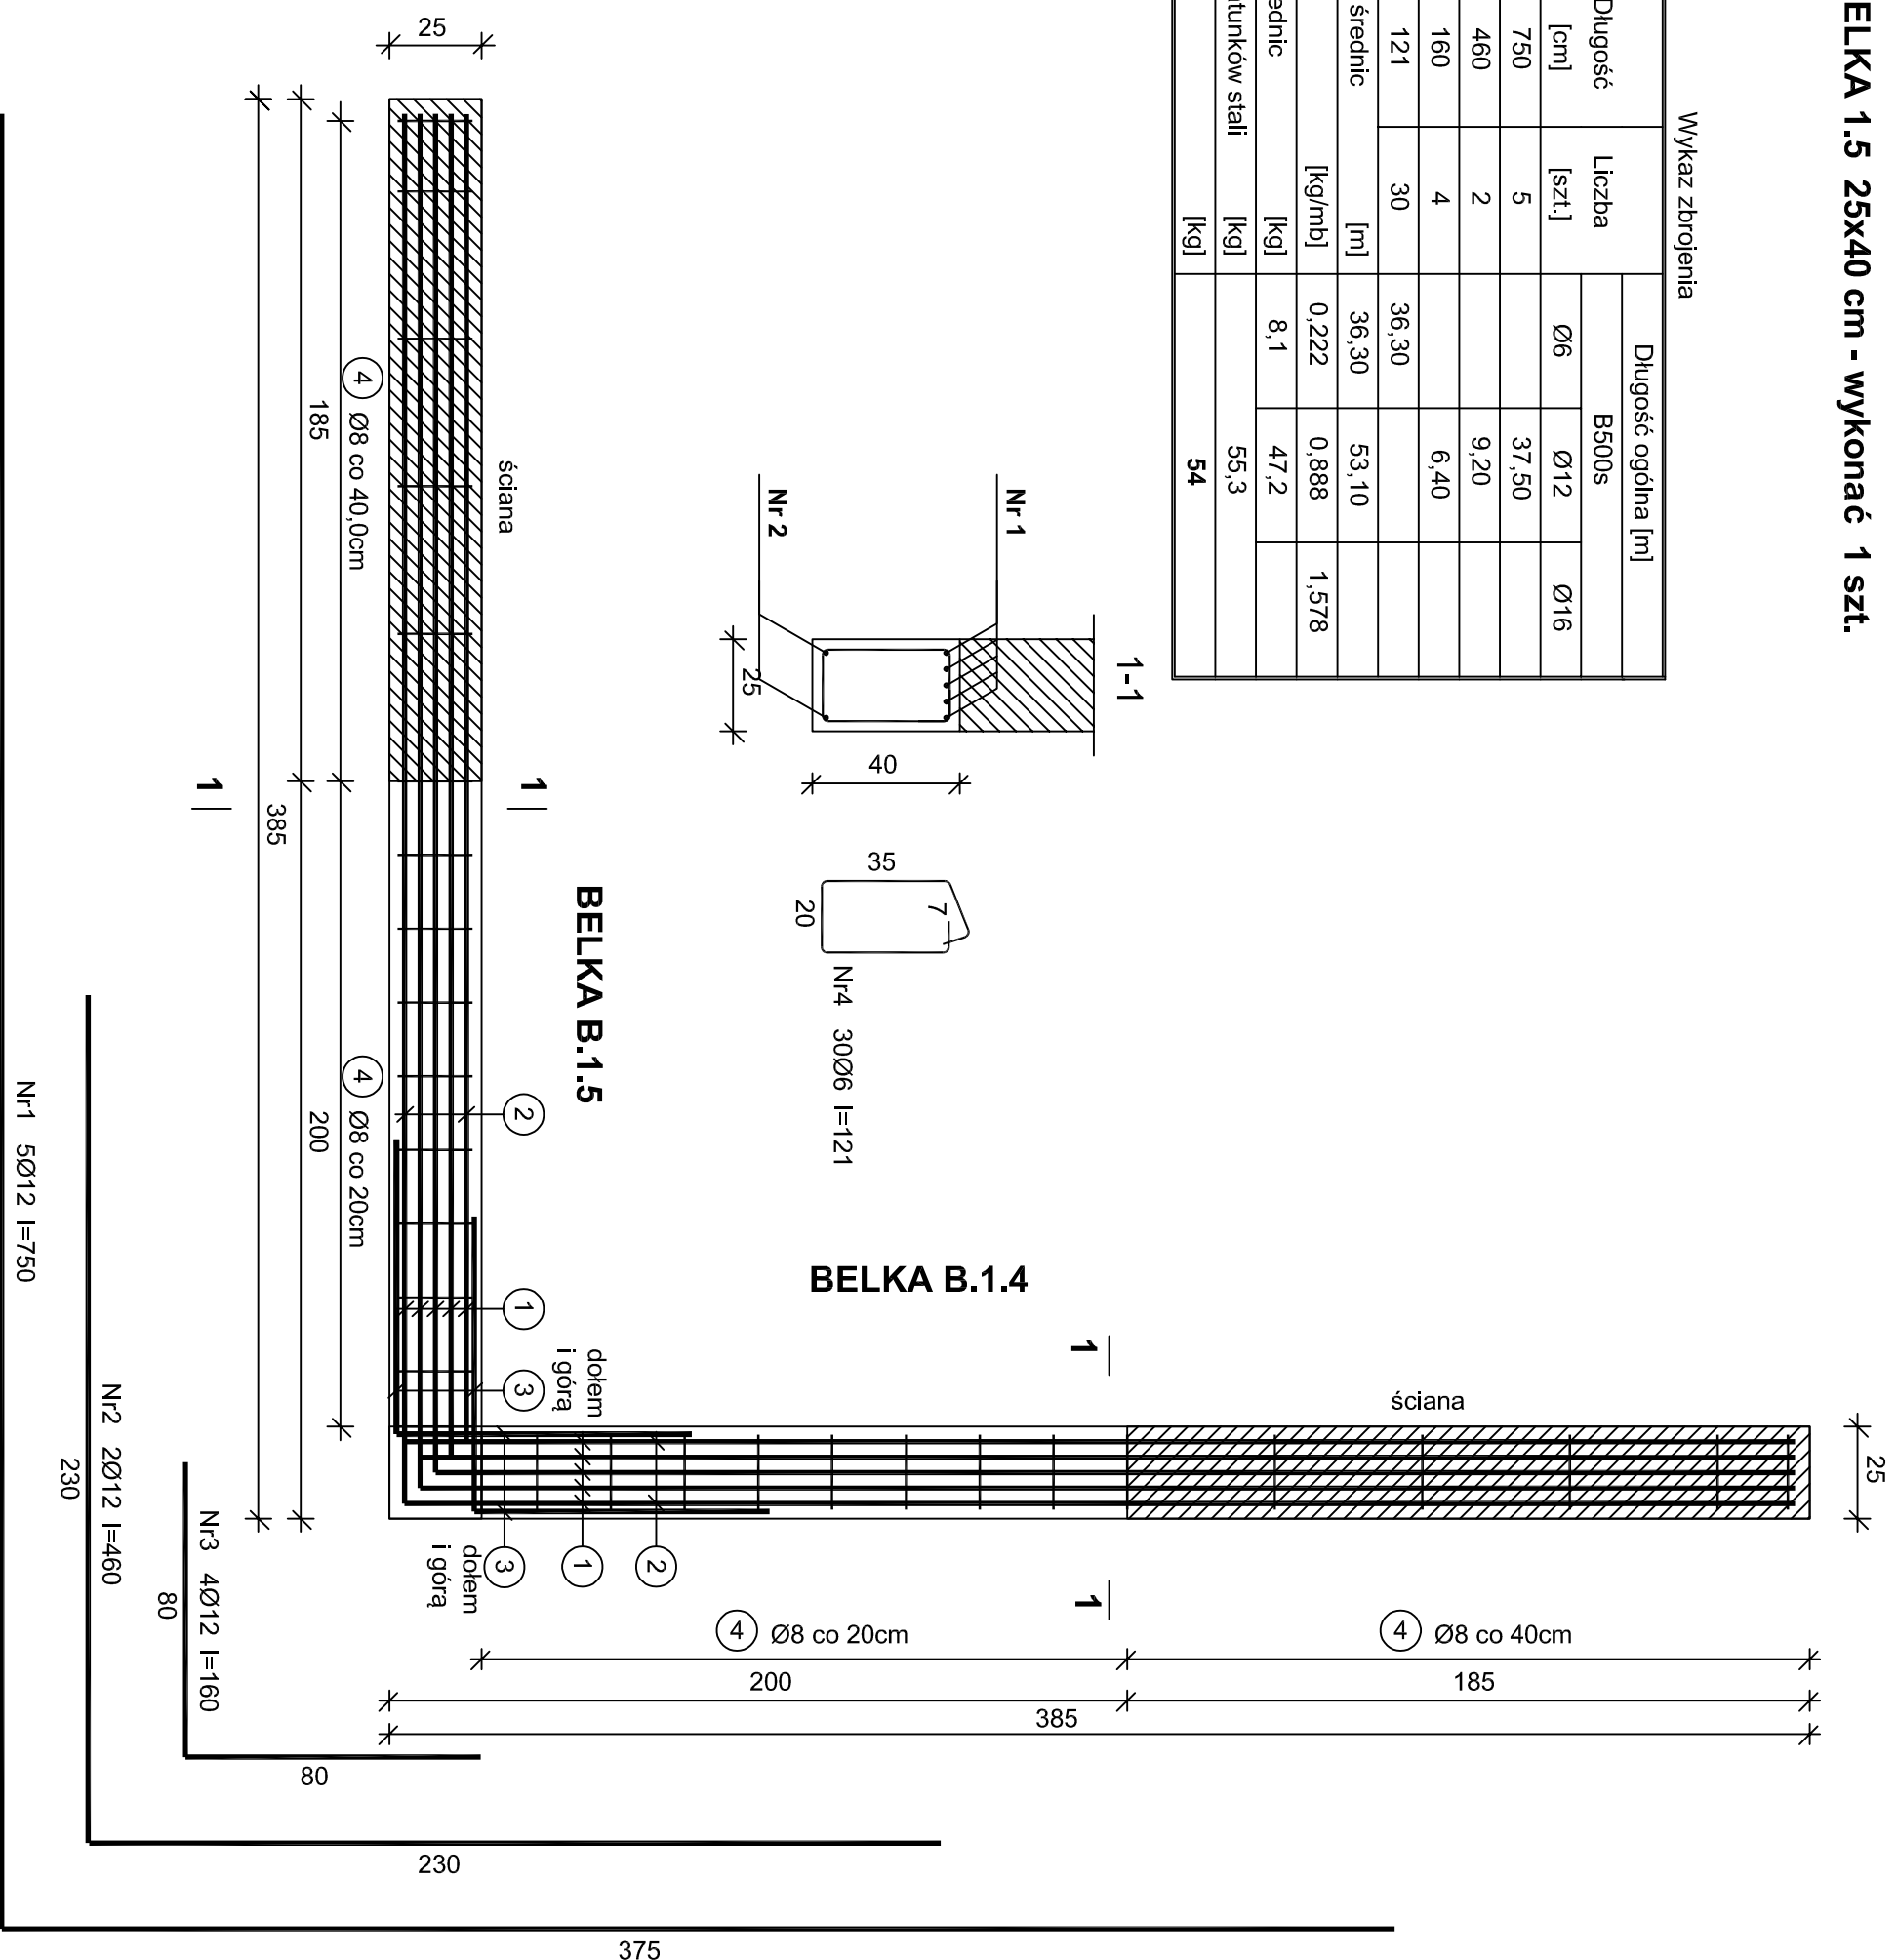 ELKA 1.5 25x40 cm - wykonać 1 szt.
Wykaz zbrojenia
Długość
Liczba
Długość ogólna [m]
B500s
[cm]
[szt.]
Ø6
Ø12
Ø16
750
5
37,50
460
2
9,20
160
4
6,40
121
30
36,30
średnic
[m]
36,30
53,10
[kg/mb]
0,222
0,888
1,578
ednic
[kg]
8,1
47,2
tunków stali
[kg]
55,3
[kg]
54
1-1
Nr 1
Nr 2
25
40
35
7
20
Nr4 30Ø6 l=121
BELKA B.1.5
25
ściana
4
Ø8 co 40,0cm
185
385
4
Ø8 co 20cm
200
1
1
2
1
3
dołem
i górą
BELKA B.1.4
1
1
ściana
25
3
1
2
dołem
i górą
4
Ø8 co 20cm
4
Ø8 co 40cm
200
185
385
Nr3 4Ø12 l=160
80
80
Nr2 2Ø12 l=460
230
230
Nr1 5Ø12 l=750
375